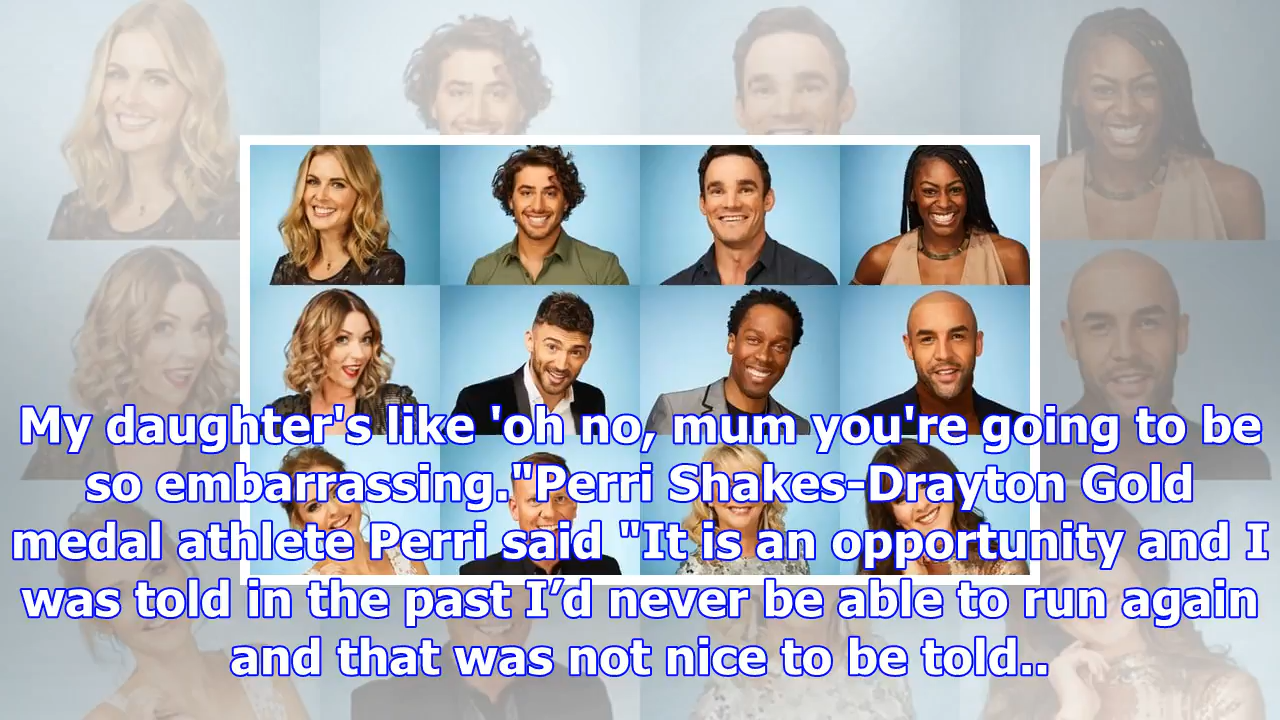 My daughter's like 'oh no, mum you're going to be
so embarrassing."Perri Shakes-Drayton Gold
medal athlete Perri said "It is an opportunity and I
was told in the past I’d never be able to run again
and that was not nice to be told..